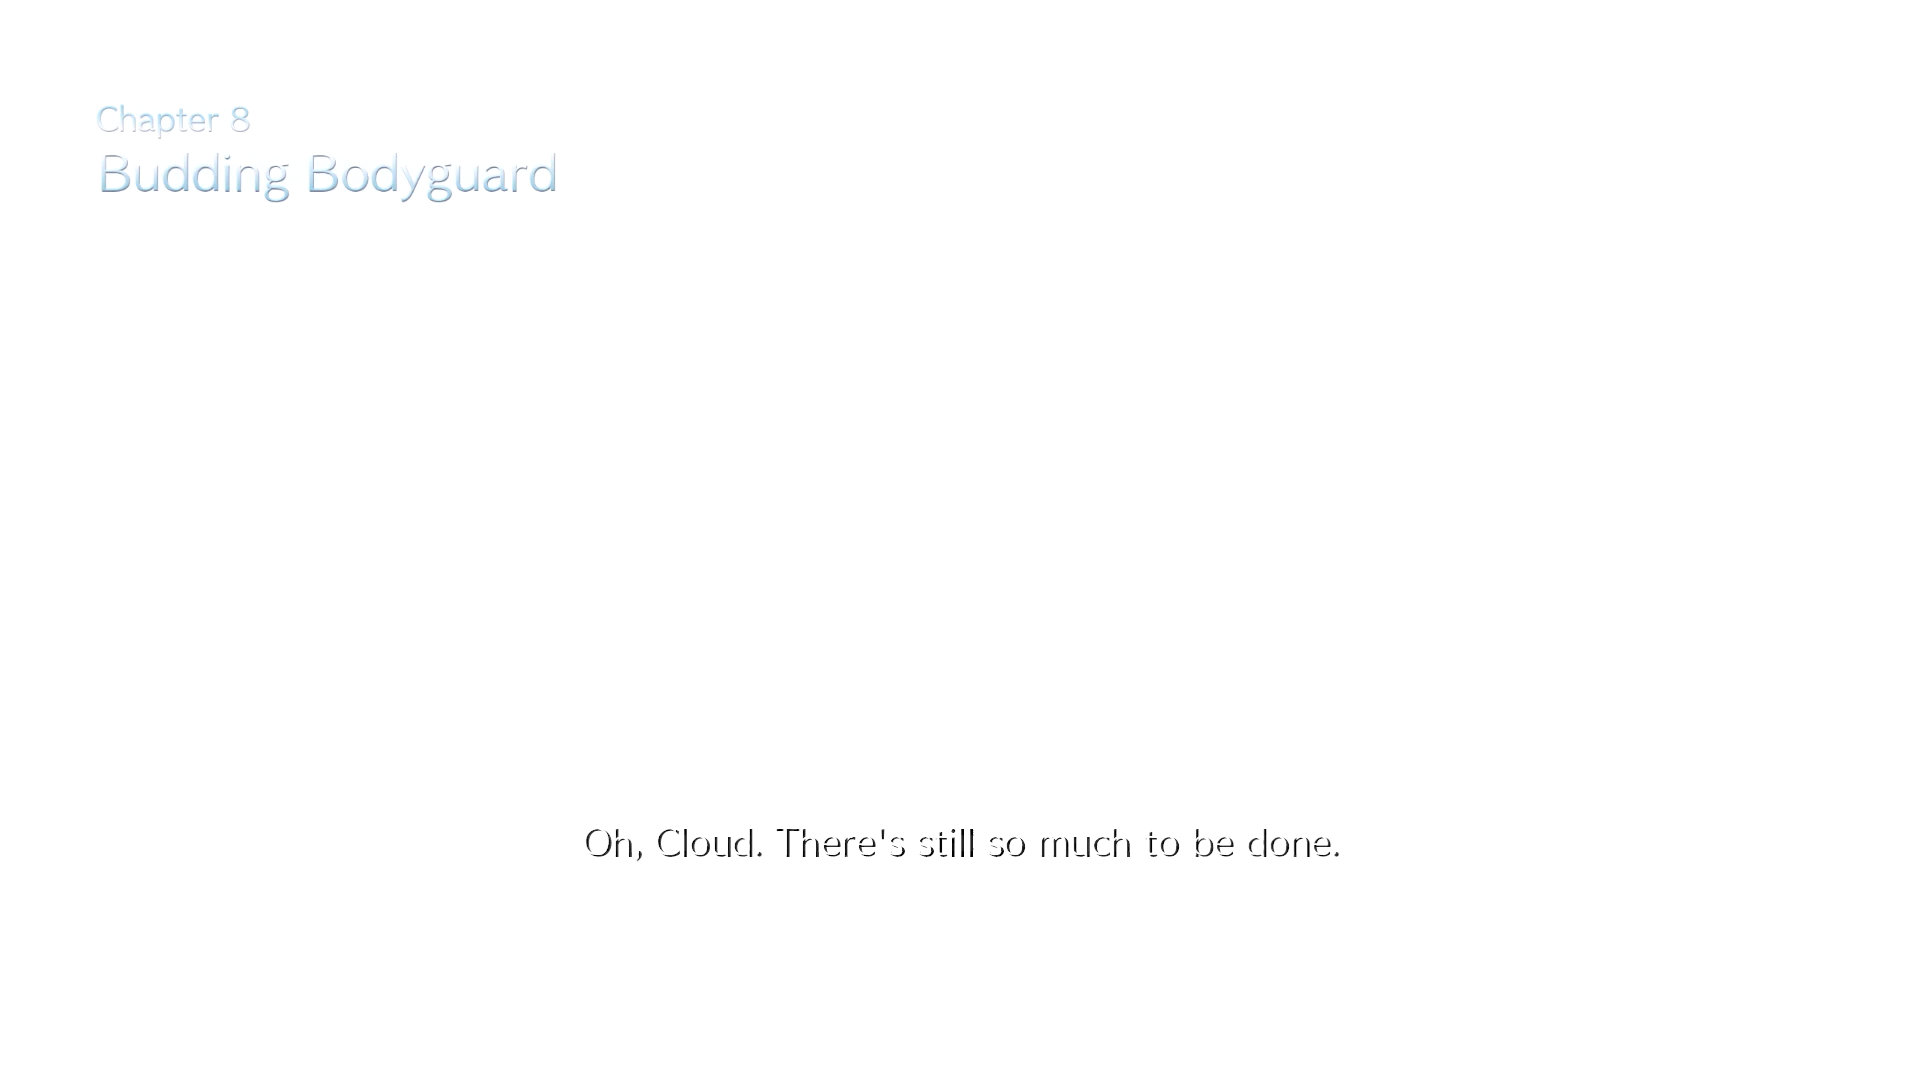 Chapter 8
Budding Bodyguard
Oh, Cloud. There's still so much to be done.